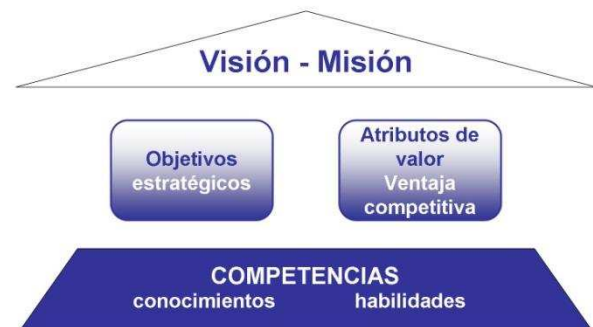 Visión - Misión
Objetivos
estratégicos
Atributos de
valor
Ventaja
competitiva
COMPETENCIAS
conocimientos habilidades